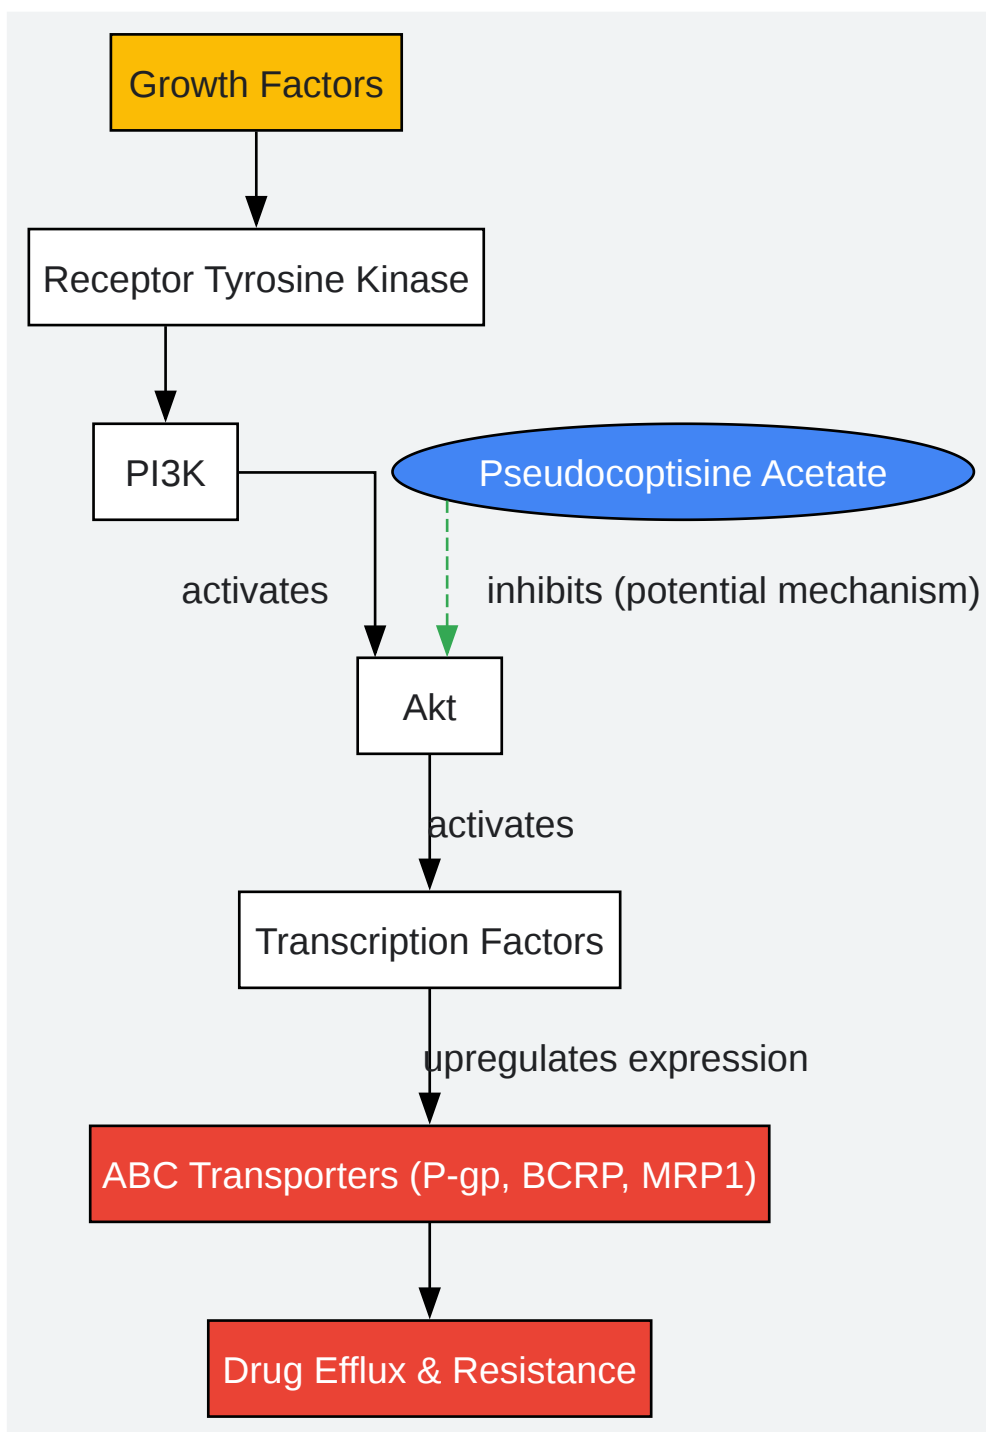 Growth Factors
Receptor Tyrosine Kinase
PI3K
Pseudocoptisine Acetate
activates
inhibits (potential mechanism)
Akt
activates
Transcription Factors
upregulates expression
ABC Transporters (P-gp, BCRP, MRP1)
Drug Efflux & Resistance